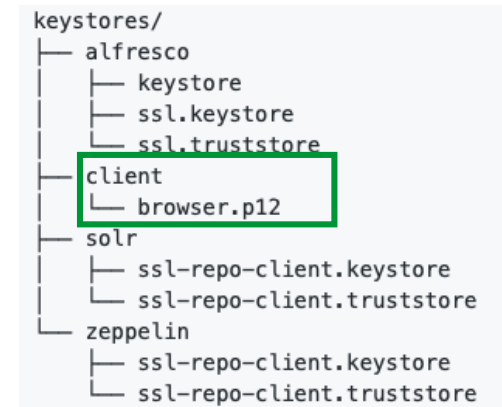 keystores/
├── alfresco
│   ├── keystore
│   ├── ssl.keystore
│   └── ssl.truststore
├── client
│   └── browser.p12
├── solr
│   ├── ssl-repo-client.keystore
│   └── ssl-repo-client.truststore
└── zeppelin
    ├── ssl-repo-client.keystore
    └── ssl-repo-client.truststore